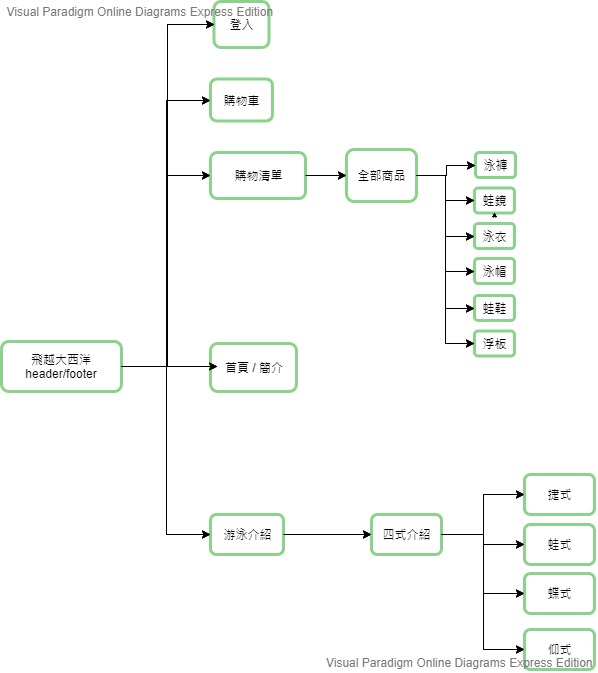 Visual Paradigm Online Diagrams Express Edition
登入
購物車
購物清單
全部商品
泳褲
蛙鏡
泳衣
泳帽
蛙鞋
浮板
飛越大西洋
header/footer
首頁 / 簡介
游泳介紹
四式介紹
捷式
蛙式
蝶式
仰式
Visual Paradigm Online Diagrams Express Edition